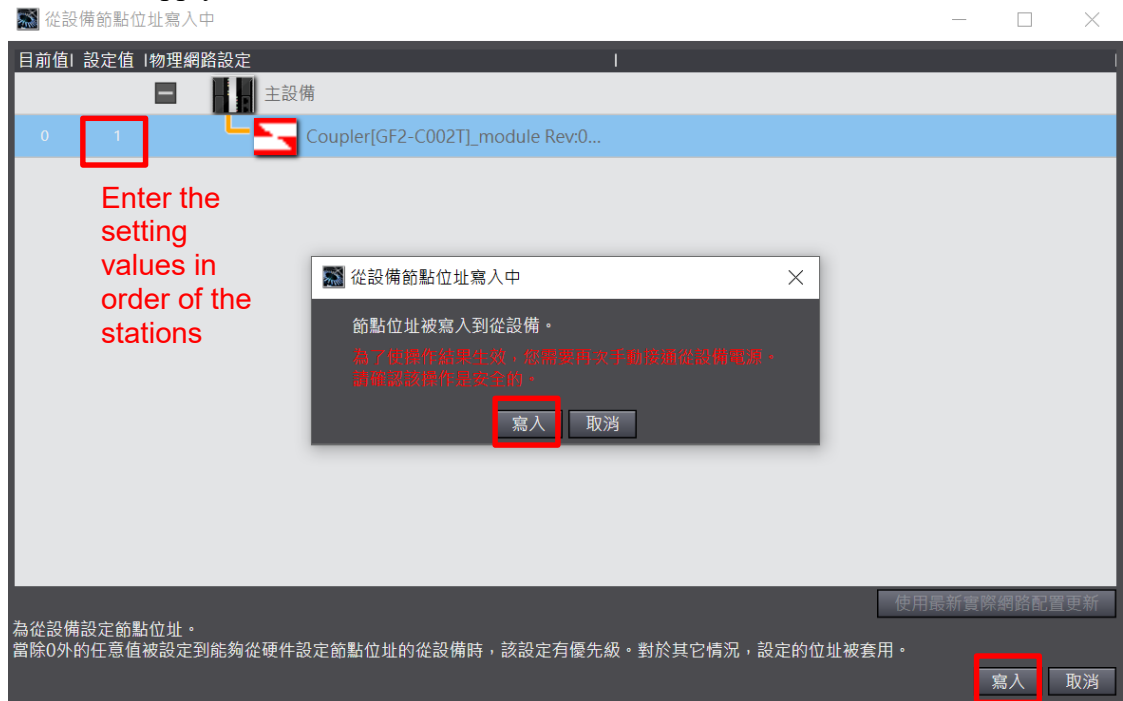 從設備節點位址寫入中
目前值| 設定值 |物理網路設定 |
主設備
0 1 Coupler[GF2-C002T]_module Rev:0...
Enter the
setting
values in
order of the
stations
從設備節點位址寫入中
節點位址被寫入到從設備。
為了使操作結果生效，您需要再次手動接通從設備電源。
請確認該操作是安全的。
寫入 取消
使用最新實際網路配置更新
為從設備設定節點位址。
當除0外的任意值被設定到能夠從硬件設定節點位址的從設備時，該設定有優先級。對於其它情況，設定的位址被套用。
寫入 取消